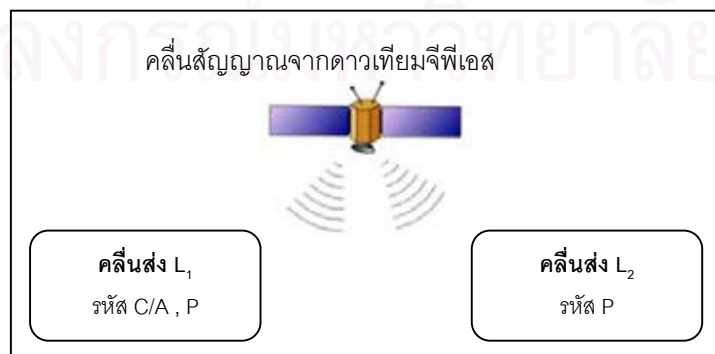 คลื่นสัญญาณจากดาวเทียมจีพีเอส
คลื่นส่ง L₁
รหัส C/A , P
คลื่นส่ง L₂
รหัส P